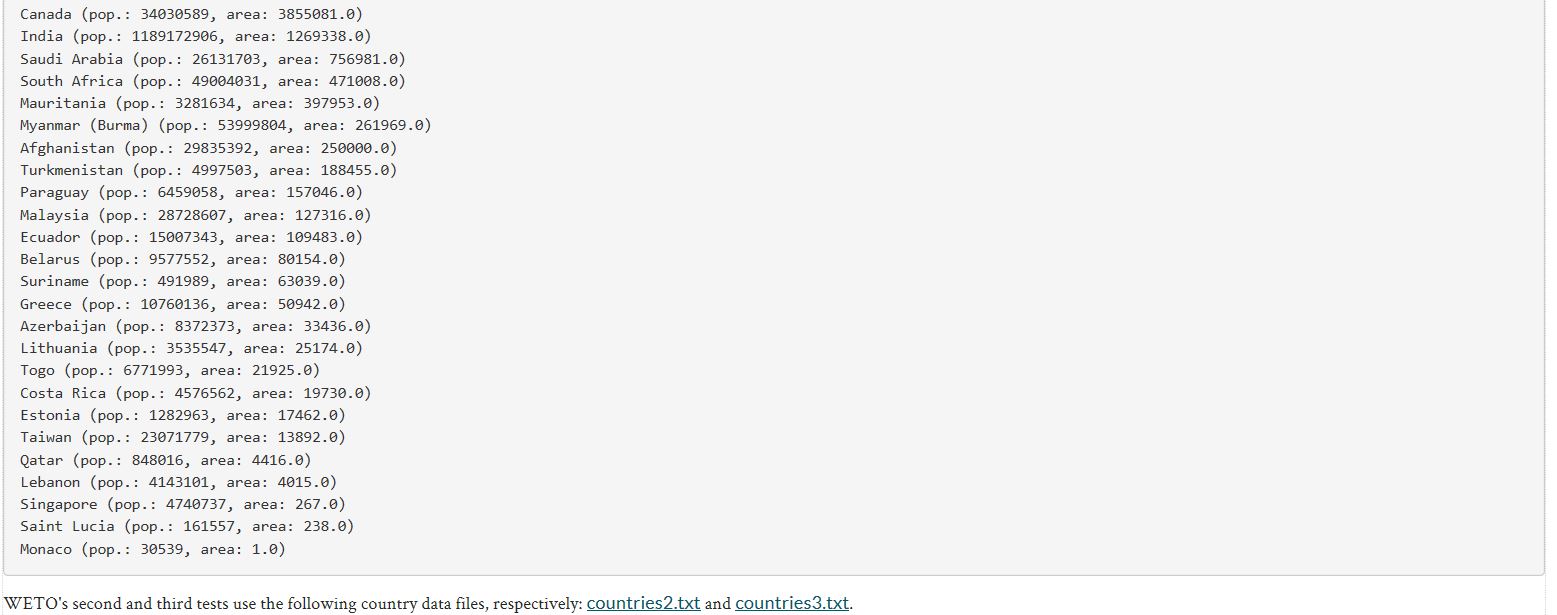 Canada (pop.: 34030589, area: 3855081.0)
India (pop.: 1189172906, area: 1269338.0)
Saudi Arabia (pop.: 26131703, area: 756981.0)
South Africa (pop.: 49004031, area: 471008.0)
Mauritania (pop.: 3281634, area: 397953.0)
Myanmar (Burma) (pop.: 53999804, area: 261969.0)
Afghanistan (pop.: 29835392, area: 250000.0)
Turkmenistan (pop.: 4997503, area: 188455.0)
Paraguay (pop.: 6459058, area: 157046.0)
Malaysia (pop.: 28728607, area: 127316.0)
Ecuador (pop.: 15007343, area: 109483.0)
Belarus (pop.: 9577552, area: 80154.0)
Suriname (pop.: 491989, area: 63039.0)
Greece (pop.: 10760136, area: 50942.0)
Azerbaijan (pop.: 8372373, area: 33436.0)
Lithuania (pop.: 3535547, area: 25174.0)
Togo (pop.: 6771993, area: 21925.0)
Costa Rica (pop.: 4576562, area: 19730.0)
Estonia (pop.: 1282963, area: 17462.0)
Taiwan (pop.: 23071779, area: 13892.0)
Qatar (pop.: 848016, area: 4416.0)
Lebanon (pop.: 4143101, area: 4015.0)
Singapore (pop.: 4740737, area: 267.0)
Saint Lucia (pop.: 161557, area: 238.0)
Monaco (pop.: 30539, area: 1.0)
WETO's second and third tests use the following country data files, respectively: countries2.txt and countries3.txt.